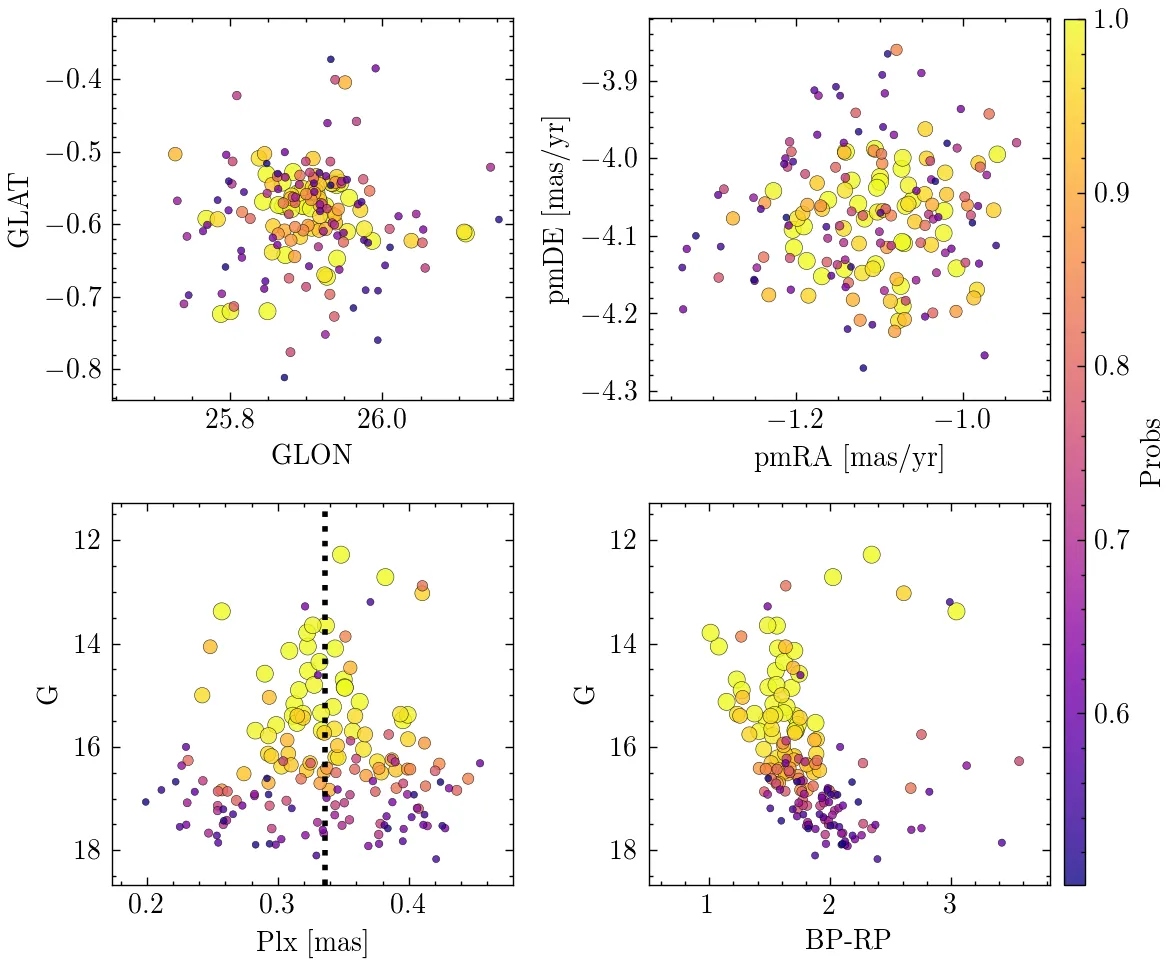 −0.4
−0.5
−0.6
−0.7
−0.8
GLAT
25.8 26.0
GLON
−3.9
−4.0
−4.1
−4.2
−4.3
pmDE [mas/yr]
−1.2 −1.0
pmRA [mas/yr]
12
14
16
18
G
0.2 0.3 0.4
Plx [mas]
12
14
16
18
G
1 2 3
BP-RP
1.0
0.9
0.8
0.7
0.6
Probs